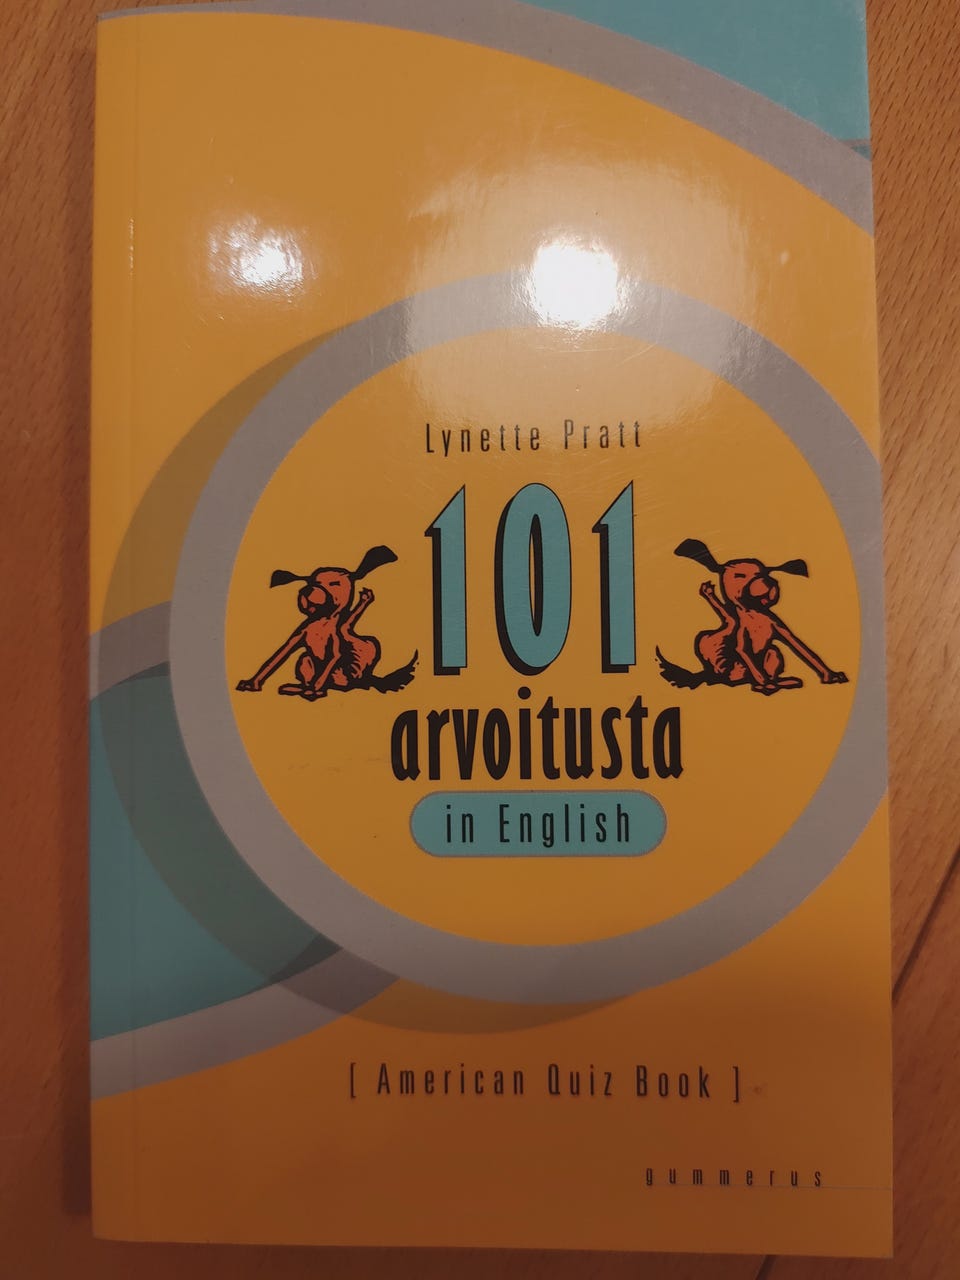 Lynette Pratt
101
arvoitusta
in English
[ American Quiz Book ]
gummerus